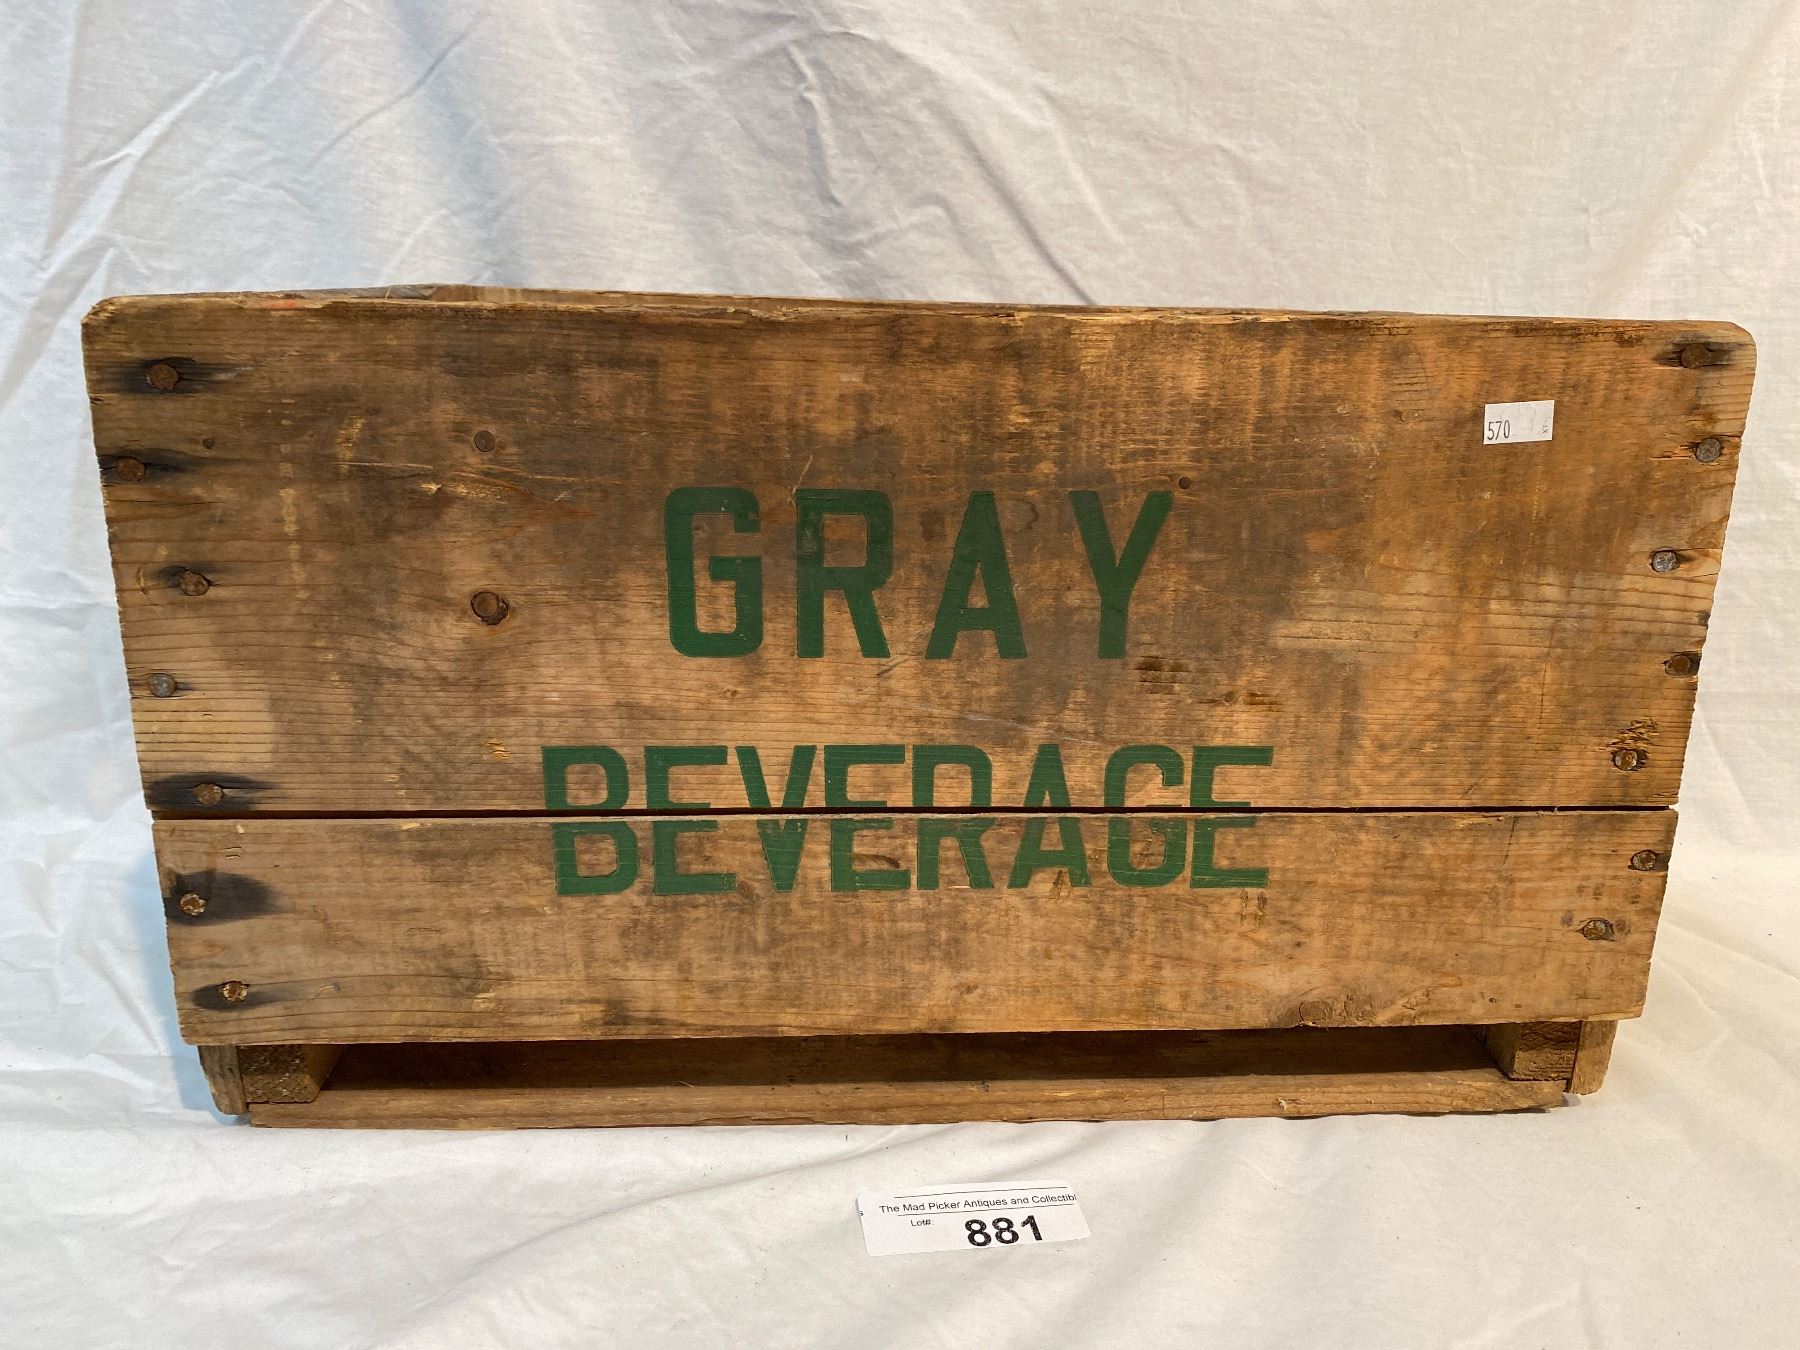 570
GRAY
BEVERAGE
The Mad Picker Antiques and Collectibl
Lot#: 881